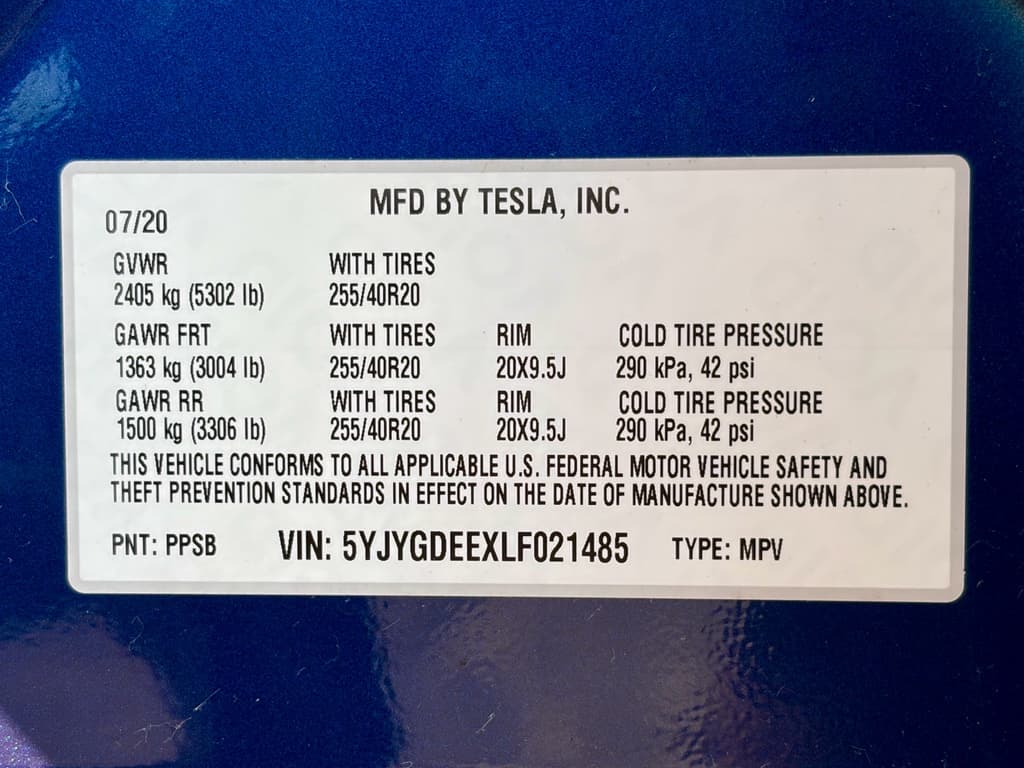 MFD BY TESLA, INC.
07/20
GVWR WITH TIRES
2405 kg (5302 lb) 255/40R20
GAWR FRT WITH TIRES RIM COLD TIRE PRESSURE
1363 kg (3004 lb) 255/40R20 20X9.5J 290 kPa, 42 psi
GAWR RR WITH TIRES RIM COLD TIRE PRESSURE
1500 kg (3306 lb) 255/40R20 20X9.5J 290 kPa, 42 psi
THIS VEHICLE CONFORMS TO ALL APPLICABLE U.S. FEDERAL MOTOR VEHICLE SAFETY AND
THEFT PREVENTION STANDARDS IN EFFECT ON THE DATE OF MANUFACTURE SHOWN ABOVE.
PNT: PPSB VIN: 5YJYGDEEXLF021485 TYPE: MPV